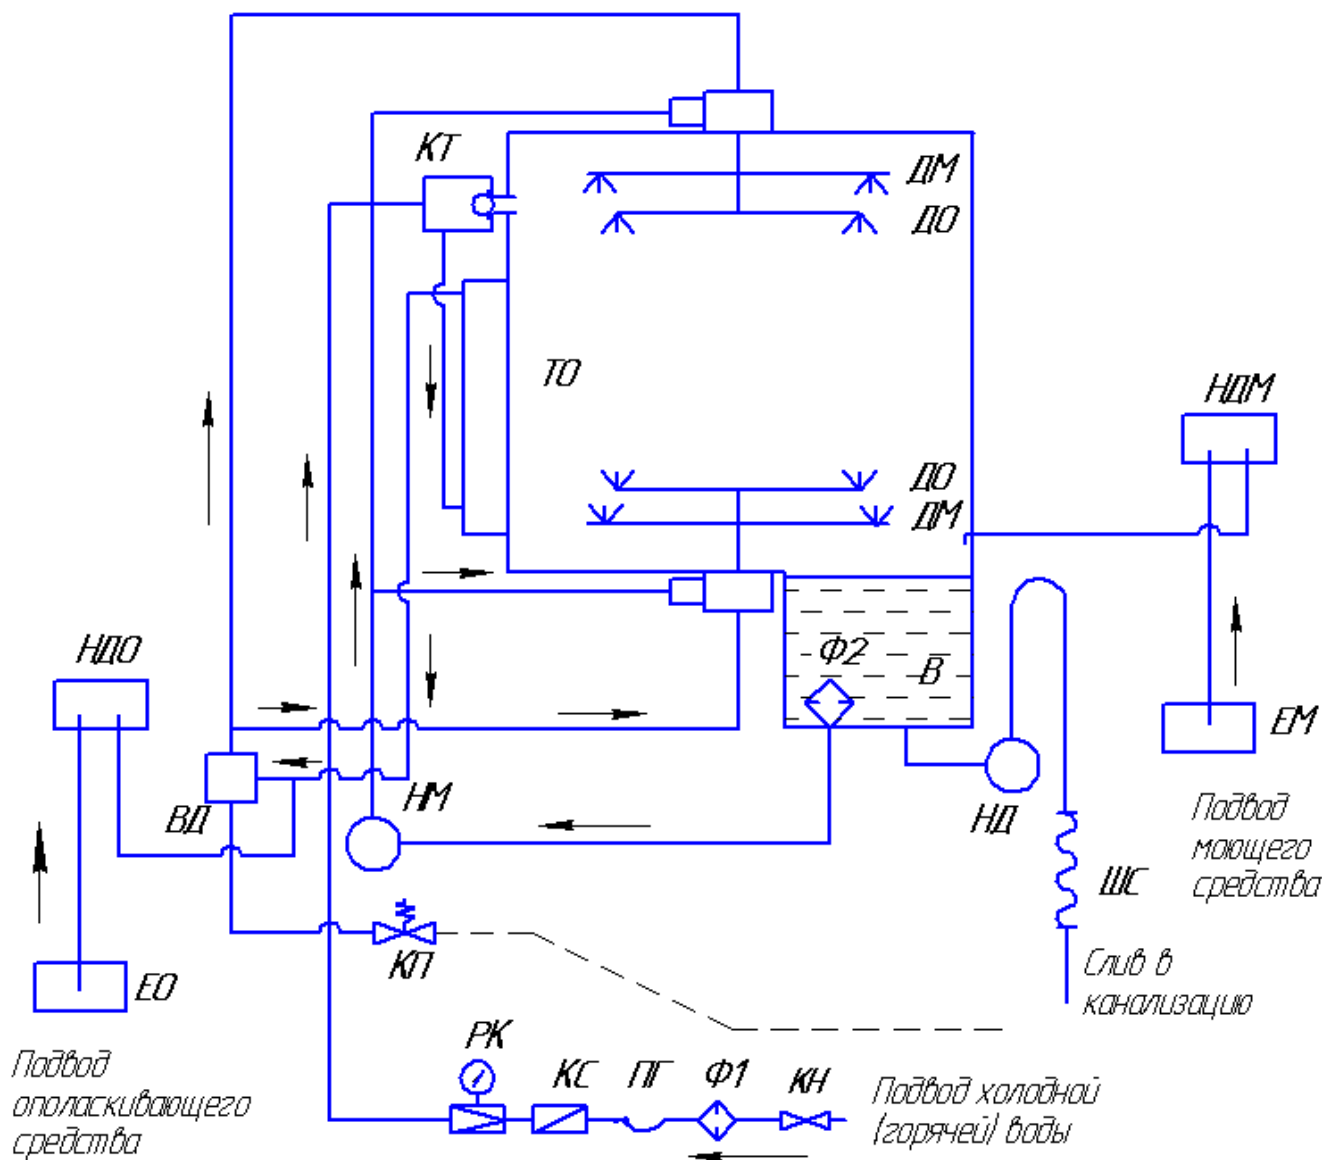 КТ
ДМ
ДО
ТО
НДМ
ДО
ДМ
НДО
Ф2
В
ЕМ
ВД
НМ
НД
Подвод
моющего
средства
ШС
КП
ЕО
Слив в
канализацию
РК
КС
ПГ
Ф1
КН
Подвод холодной
(горячей) воды
Подвод
ополаскивающего
средства